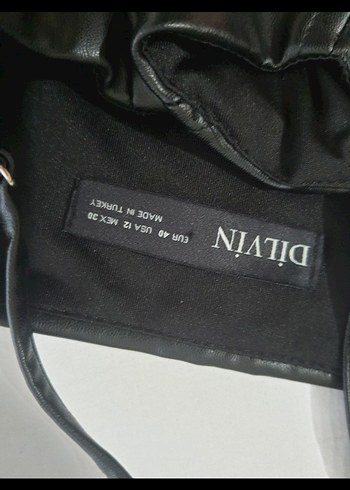 DİLVİN
EUR 40 USA 12 MEX 30
MADE IN TURKEY